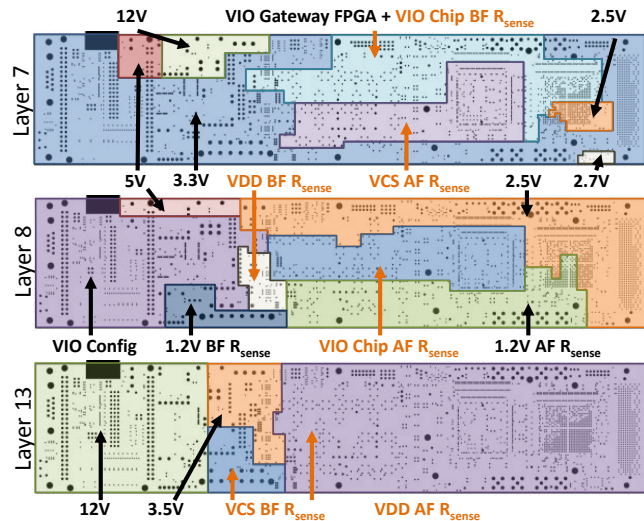 12V
VIO Gateway FPGA + VIO Chip BF Rsense
2.5V
Layer 7
5V
3.3V
VDD BF Rsense
VCS AF Rsense
2.5V
2.7V
Layer 8
VIO Config
1.2V BF Rsense
VIO Chip AF Rsense
1.2V AF Rsense
Layer 13
12V
3.5V
VCS BF Rsense
VDD AF Rsense